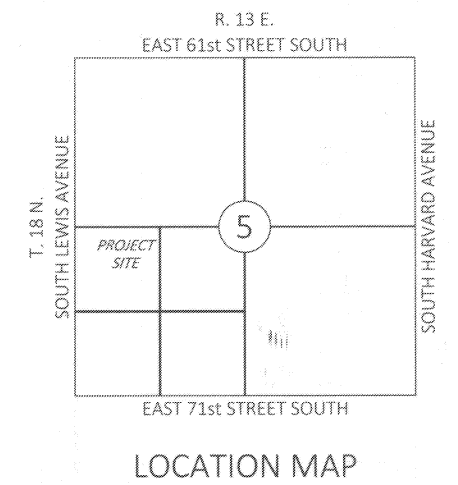 R. 13 E.
EAST 61st STREET SOUTH
T. 18 N.
SOUTH LEWIS AVENUE
5
SOUTH HARVARD AVENUE
PROJECT
SITE
EAST 71st STREET SOUTH
LOCATION MAP